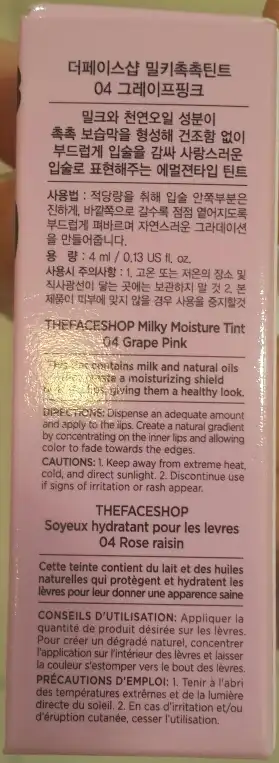 더페이스샵 밀키촉촉틴트
04 그레이프핑크
밀크와 천연오일 성분이
촉촉 보습막을 형성해 건조함 없이
부드럽게 입술을 감싸 사랑스러운
입술로 표현해주는 에멀젼타입 틴트
사용법 : 적당량을 취해 입술 안쪽부분은
진하게, 바깥쪽으로 갈수록 점점 옅어지도록
부드럽게 펴바르며 자연스러운 그라데이션
을 만들어줍니다.
용 량 : 4 ml / 0.13 US fl. oz.
사용시 주의사항 : 1. 고온 또는 저온의 장소 및
직사광선이 닿는 곳에는 보관하지 말 것 2. 본
제품이 피부에 맞지 않을 경우 사용을 중지할것
THEFACESHOP Milky Moisture Tint
04 Grape Pink
contains milk and natural oils
a moisturizing shield
giving them a healthy look.
DIRECTIONS: Dispense an adequate amount
and apply to the lips. Create a natural gradient
by concentrating on the inner lips and allowing
color to fade towards the edges.
CAUTIONS: 1. Keep away from extreme heat,
cold, and direct sunlight. 2. Discontinue use
if signs of irritation or rash appear.
THEFACESHOP
Soyeux hydratant pour les levres
04 Rose raisin
Cette teinte contient du lait et des huiles
naturelles qui protègent et hydratent les
lèvres pour leur donner une apparence saine
CONSEILS D'UTILISATION: Appliquer la
quantité de produit désirée sur les lèvres.
Pour créer un dégradé naturel, concentrer
l'application sur l'intérieur des lèvres et laisser
la couleur s'estomper vers le bout des lèvres.
PRÉCAUTIONS D'EMPLOI: 1. Tenir à l'abri
des températures extrêmes et de la lumière
directe du soleil. 2. En cas d'irritation et/ou
d'éruption cutanée, cesser l'utilisation.